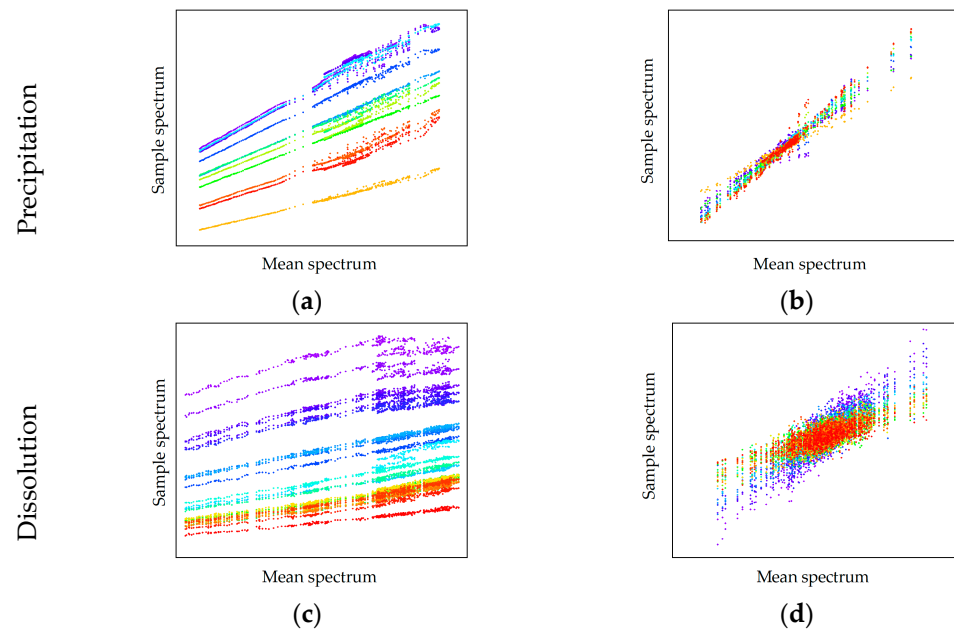 Precipitation
Sample spectrum
Mean spectrum
(a)
Sample spectrum
Mean spectrum
(b)
Dissolution
Sample spectrum
Mean spectrum
(c)
Sample spectrum
Mean spectrum
(d)